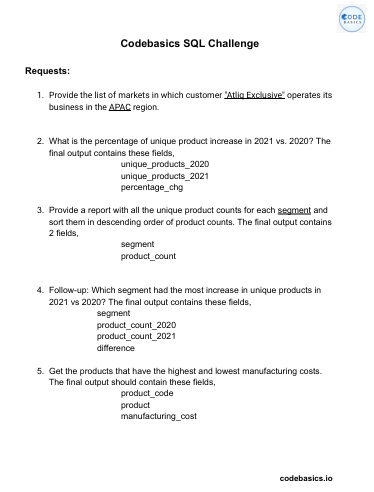 CODE
BASICS
Codebasics SQL Challenge
Requests:
1. Provide the list of markets in which customer "Atliq Exclusive" operates its
business in the APAC region.
2. What is the percentage of unique product increase in 2021 vs. 2020? The
final output contains these fields,
unique_products_2020
unique_products_2021
percentage_chg
3. Provide a report with all the unique product counts for each segment and
sort them in descending order of product counts. The final output contains
2 fields,
segment
product_count
4. Follow-up: Which segment had the most increase in unique products in
2021 vs 2020? The final output contains these fields,
segment
product_count_2020
product_count_2021
difference
5. Get the products that have the highest and lowest manufacturing costs.
The final output should contain these fields,
product_code
product
manufacturing_cost
codebasics.io